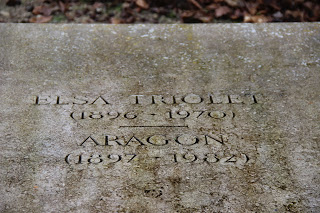 ELSA TRIOLET
(1896 - 1970)
ARAGON
(1897 - 1982)